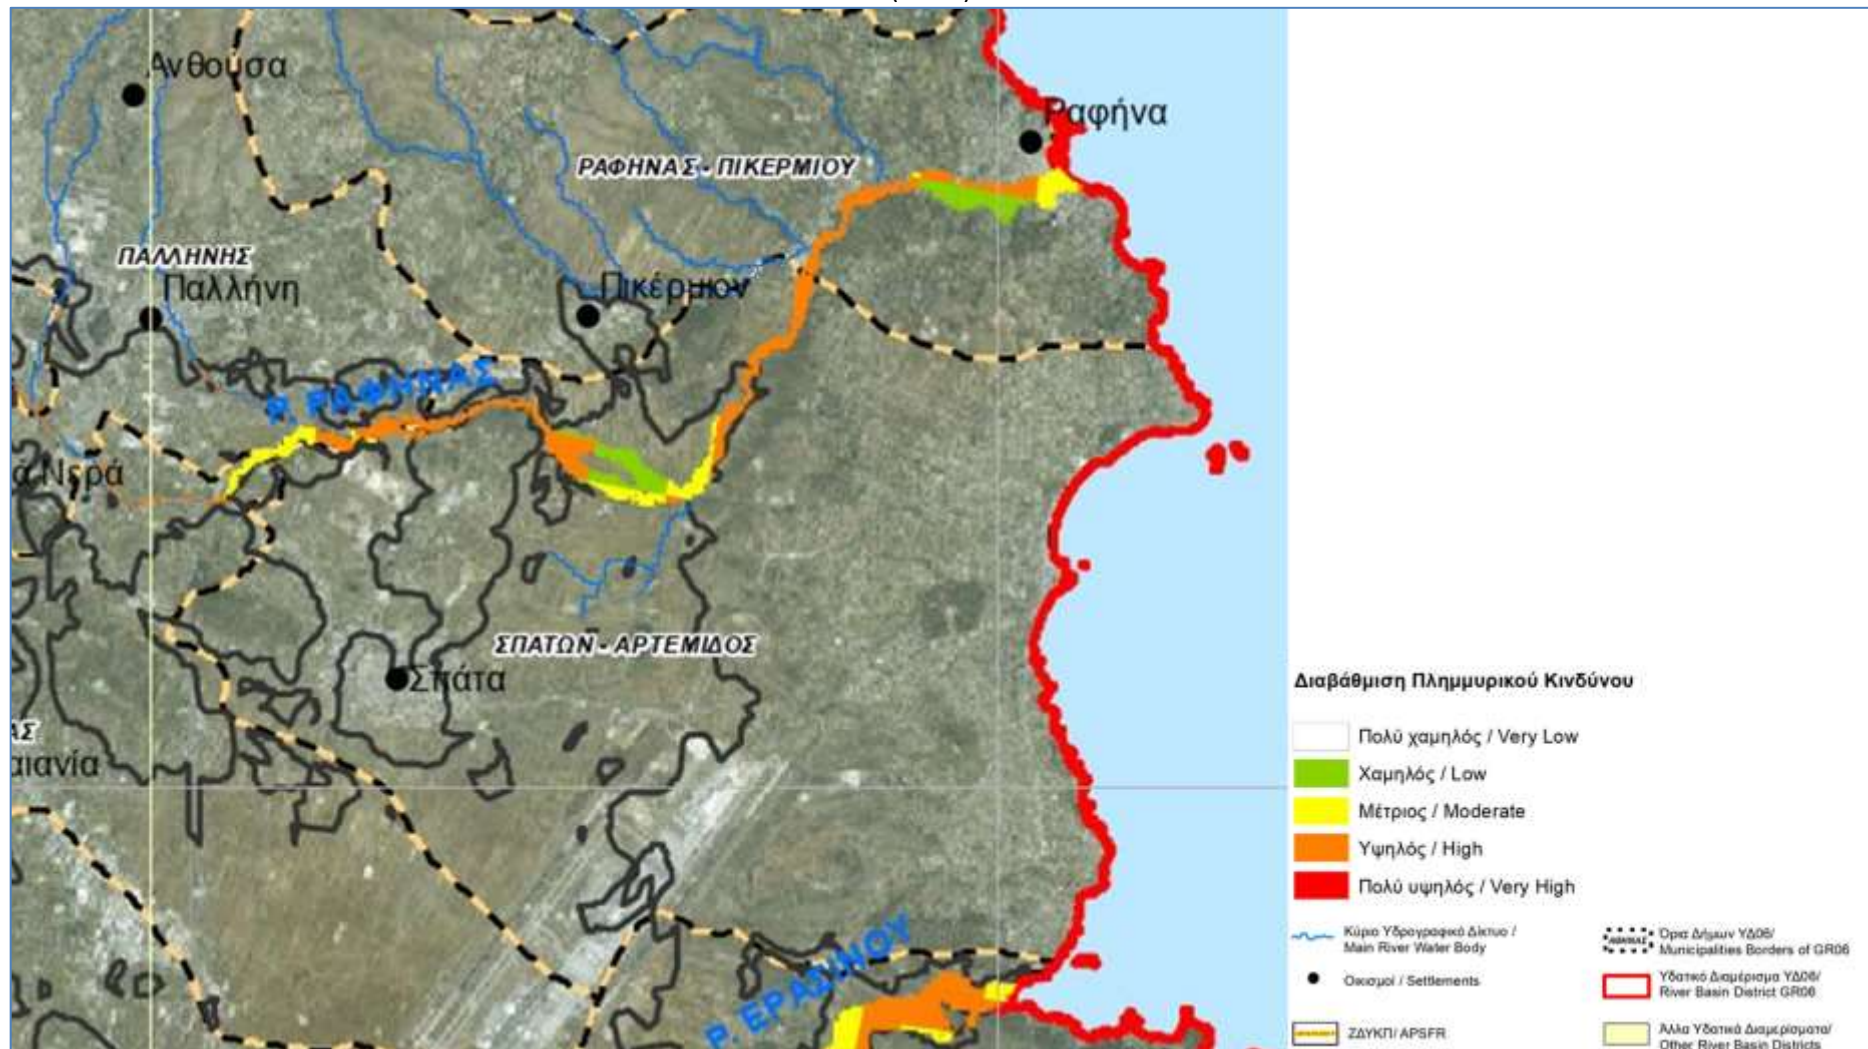 Ανθούσα
Ραφήνα
ΡΑΦΗΝΑΣ - ΠΙΚΕΡΜΙΟΥ
ΠΑΛΛΗΝΗΣ
Παλλήνη
Πικέρμιον
Ρ. ΡΑΦΗΝΑΣ
ά Νερά
ΣΠΑΤΩΝ - ΑΡΤΕΜΙΔΟΣ
Σπάτα
ΑΣ
αιανία
Ρ. ΕΡΑΣΙΝΟΥ
Διαβάθμιση Πλημμυρικού Κινδύνου
Πολύ χαμηλός / Very Low
Χαμηλός / Low
Μέτριος / Moderate
Υψηλός / High
Πολύ υψηλός / Very High
Κύριο Υδρογραφικό Δίκτυο /
Main River Water Body
Οικισμοί / Settlements
ΖΔΥΚΠ/ APSFR
Όρια Δήμων ΥΔ06/
Municipalities Borders of GR06
Υδατικό Διαμέρισμα ΥΔ06/
River Basin District GR06
Άλλα Υδατικά Διαμερίσματα/
Other River Basin Districts